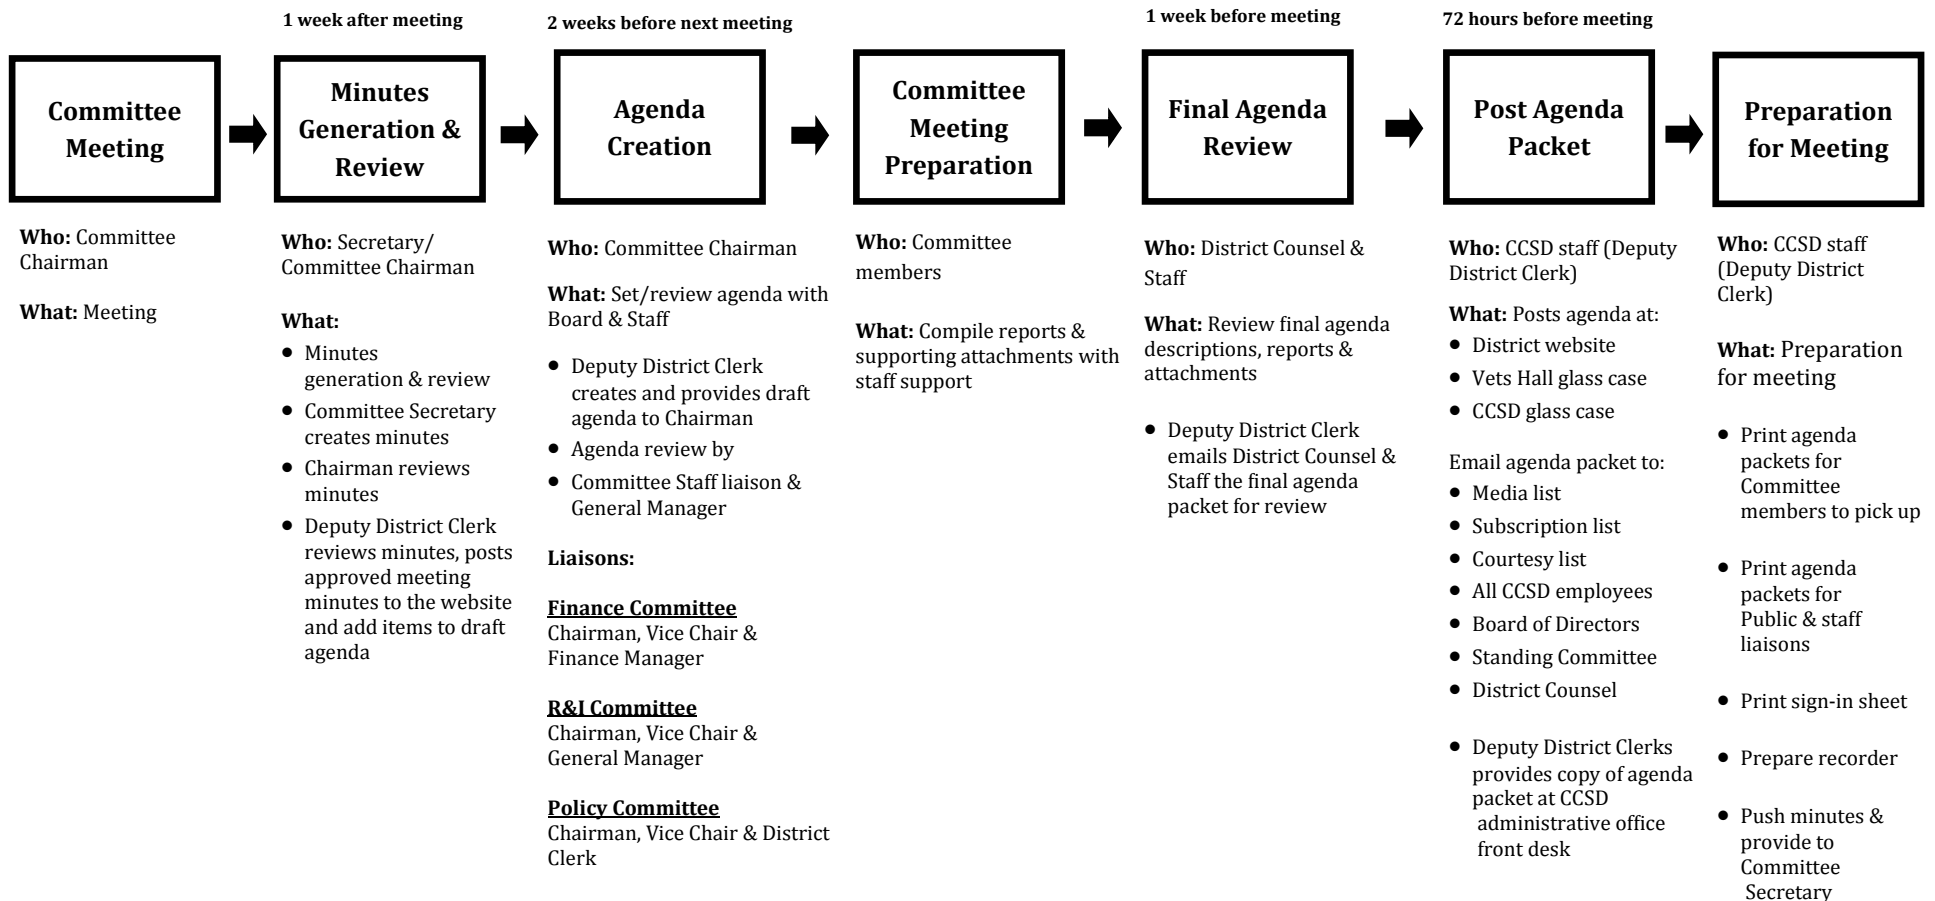 1 week after meeting
2 weeks before next meeting
1 week before meeting
72 hours before meeting
Committee
Meeting
Minutes
Generation &
Review
Agenda
Creation
Committee
Meeting
Preparation
Final Agenda
Review
Post Agenda
Packet
Preparation
for Meeting
Who: Committee
Chairman
What: Meeting
Who: Secretary/
Committee Chairman
What:
• Minutes
generation & review
• Committee Secretary
creates minutes
• Chairman reviews
minutes
• Deputy District Clerk
reviews minutes, posts
approved meeting
minutes to the website
and add items to draft
agenda
Who: Committee Chairman
What: Set/review agenda with
Board & Staff
• Deputy District Clerk
creates and provides draft
agenda to Chairman
• Agenda review by
• Committee Staff liaison &
General Manager
Liaisons:
Finance Committee
Chairman, Vice Chair &
Finance Manager
R&I Committee
Chairman, Vice Chair &
General Manager
Policy Committee
Chairman, Vice Chair & District
Clerk
Who: Committee
members
What: Compile reports &
supporting attachments with
staff support
Who: District Counsel &
Staff
What: Review final agenda
descriptions, reports &
attachments
• Deputy District Clerk
emails District Counsel &
Staff the final agenda
packet for review
Who: CCSD staff (Deputy
District Clerk)
What: Posts agenda at:
• District website
• Vets Hall glass case
• CCSD glass case
Email agenda packet to:
• Media list
• Subscription list
• Courtesy list
• All CCSD employees
• Board of Directors
• Standing Committee
• District Counsel
• Deputy District Clerks
provides copy of agenda
packet at CCSD
administrative office
front desk
Who: CCSD staff
(Deputy District
Clerk)
What: Preparation
for meeting
• Print agenda
packets for
Committee
members to pick up
• Print agenda
packets for
Public & staff
liaisons
• Print sign-in sheet
• Prepare recorder
• Push minutes &
provide to
Committee
Secretary